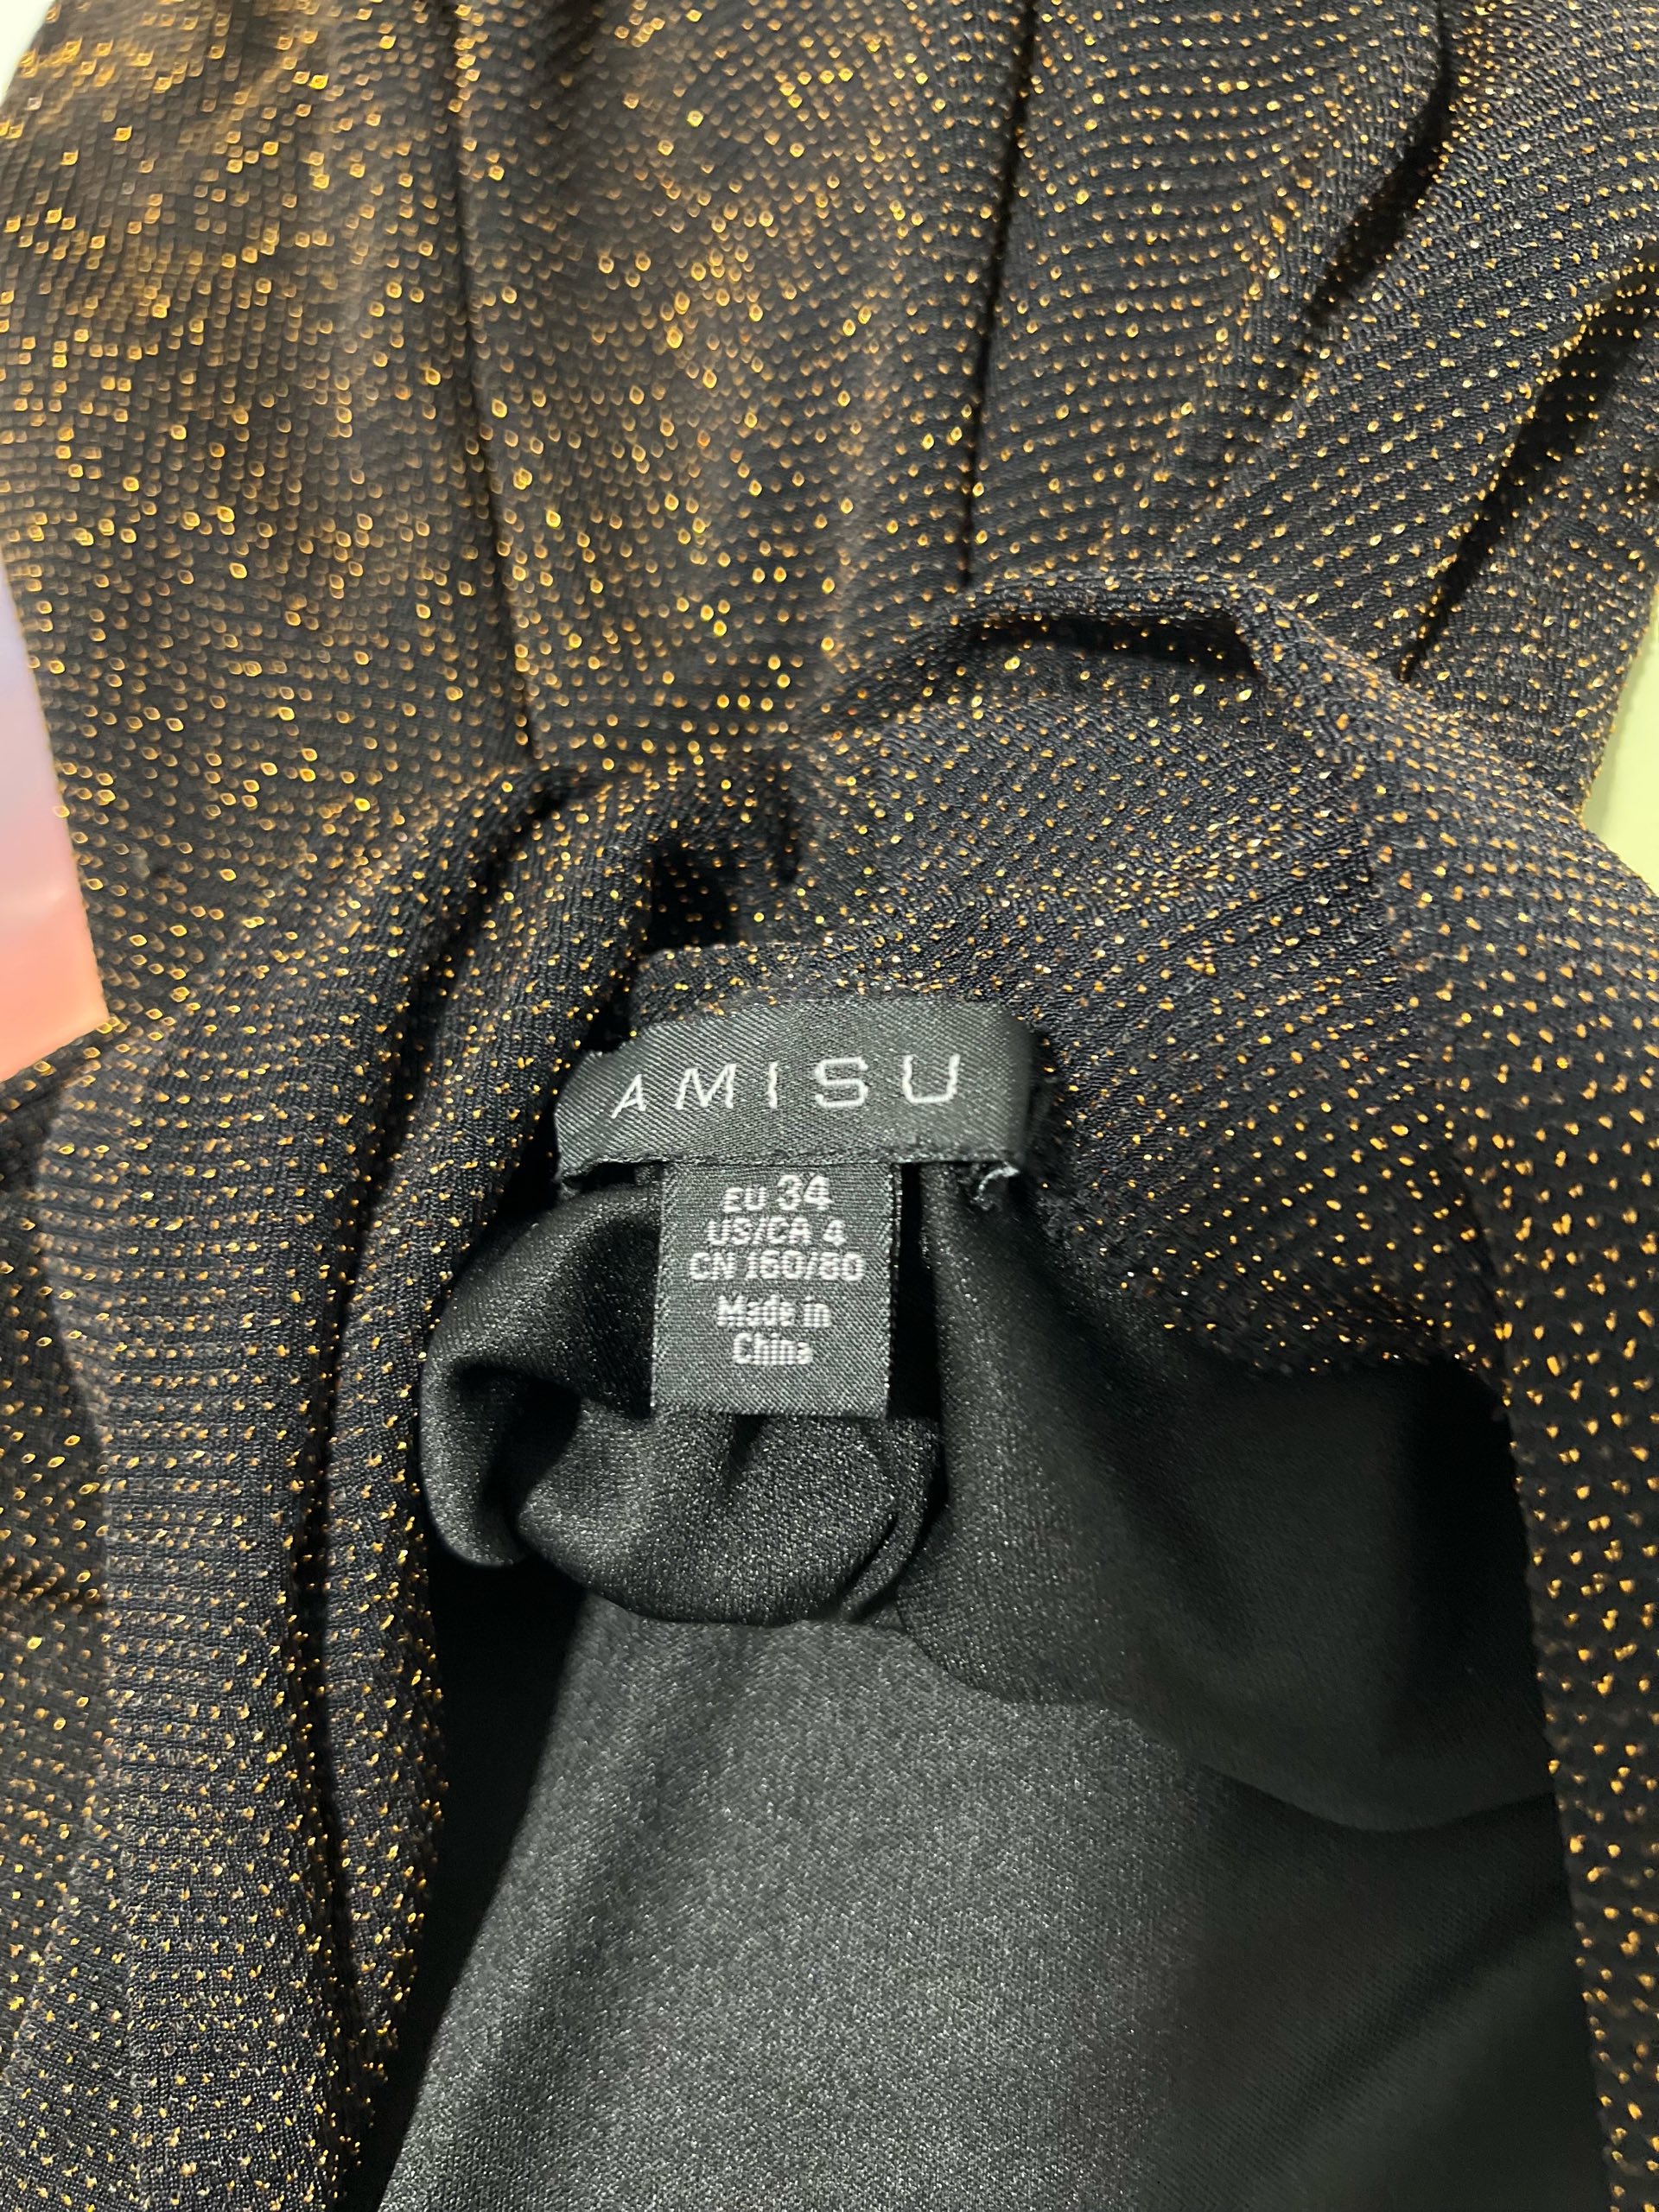 AMISU
EU 34
US/CA 4
CN 160/80
Made in
China